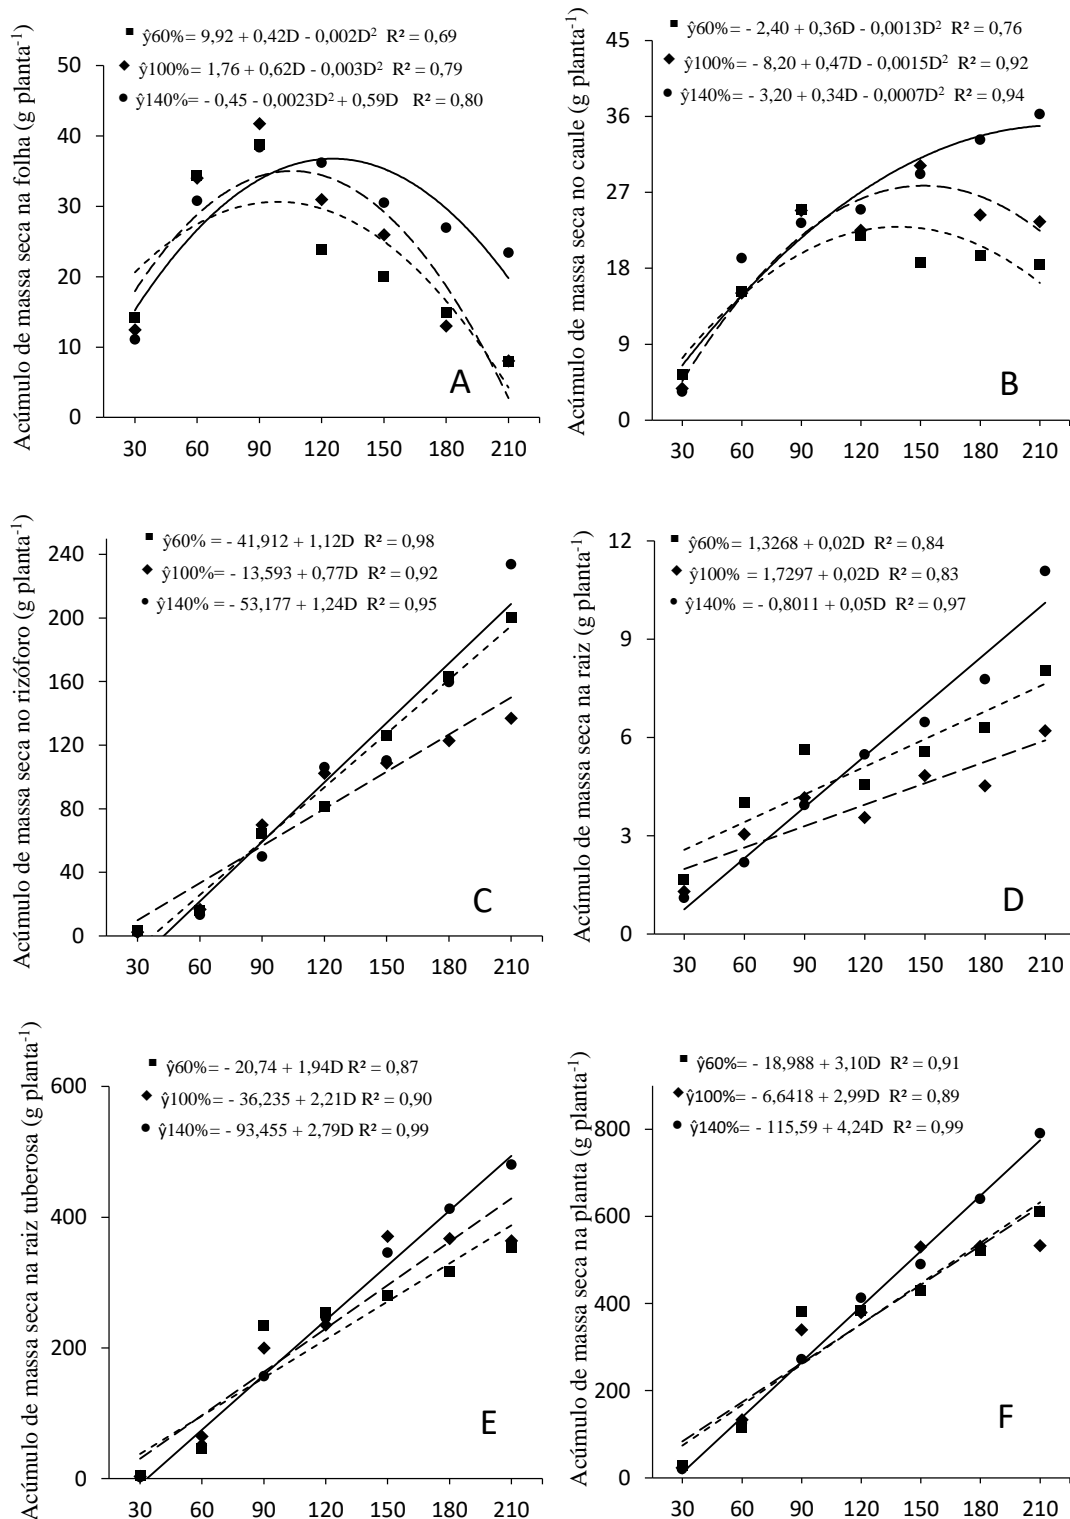 ŷ60%= 9,92 + 0,42D - 0,002D² R² = 0,69
ŷ100%= 1,76 + 0,62D - 0,003D² R² = 0,79
ŷ140%= - 0,45 - 0,0023D² + 0,59D R² = 0,80
Acúmulo de massa seca na folha (g planta⁻¹)
50
40
30
20
10
0
A
30 60 90 120 150 180 210
ŷ60%= - 2,40 + 0,36D - 0,0013D² R² = 0,76
ŷ100%= - 8,20 + 0,47D - 0,0015D² R² = 0,92
ŷ140%= - 3,20 + 0,34D - 0,0007D² R² = 0,94
Acúmulo de massa seca no caule (g planta⁻¹)
45
36
27
18
9
0
B
30 60 90 120 150 180 210
ŷ60% = - 41,912 + 1,12D R² = 0,98
ŷ100%= - 13,593 + 0,77D R² = 0,92
ŷ140% = - 53,177 + 1,24D R² = 0,95
Acúmulo de massa seca no rizóforo (g planta⁻¹)
240
200
160
120
80
40
0
C
30 60 90 120 150 180 210
ŷ60%= 1,3268 + 0,02D R² = 0,84
ŷ100% = 1,7297 + 0,02D R² = 0,83
ŷ140% = - 0,8011 + 0,05D R² = 0,97
Acúmulo de massa seca na raiz (g planta⁻¹)
12
9
6
3
0
D
30 60 90 120 150 180 210
ŷ60%= - 20,74 + 1,94D R² = 0,87
ŷ100%= - 36,235 + 2,21D R² = 0,90
ŷ140%= - 93,455 + 2,79D R² = 0,99
Acúmulo de massa seca na raiz tuberosa (g planta⁻¹)
600
400
200
0
E
30 60 90 120 150 180 210
ŷ60%= - 18,988 + 3,10D R² = 0,91
ŷ100%= - 6,6418 + 2,99D R² = 0,89
ŷ140%= - 115,59 + 4,24D R² = 0,99
Acúmulo de massa seca na planta (g planta⁻¹)
800
600
400
200
0
F
30 60 90 120 150 180 210